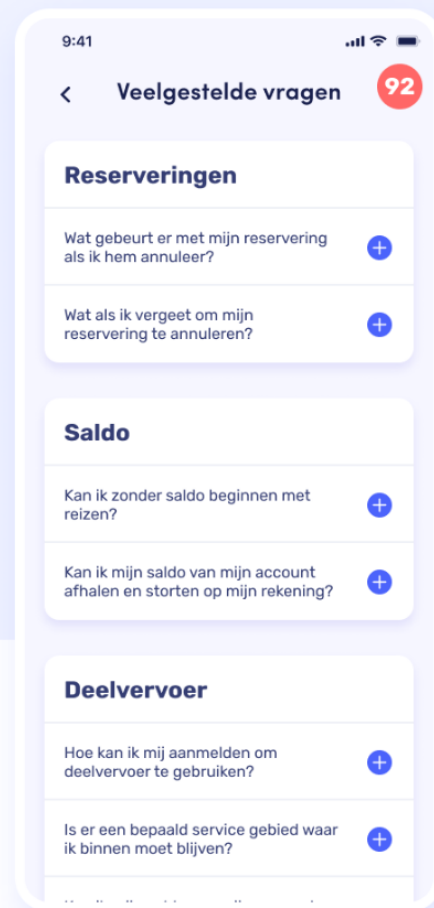 9:41
Veelgestelde vragen
92
Reserveringen
Wat gebeurt er met mijn reservering
als ik hem annuleer?
Wat als ik vergeet om mijn
reservering te annuleren?
Saldo
Kan ik zonder saldo beginnen met
reizen?
Kan ik mijn saldo van mijn account
afhalen en storten op mijn rekening?
Deelvervoer
Hoe kan ik mij aanmelden om
deelvervoer te gebruiken?
Is er een bepaald service gebied waar
ik binnen moet blijven?